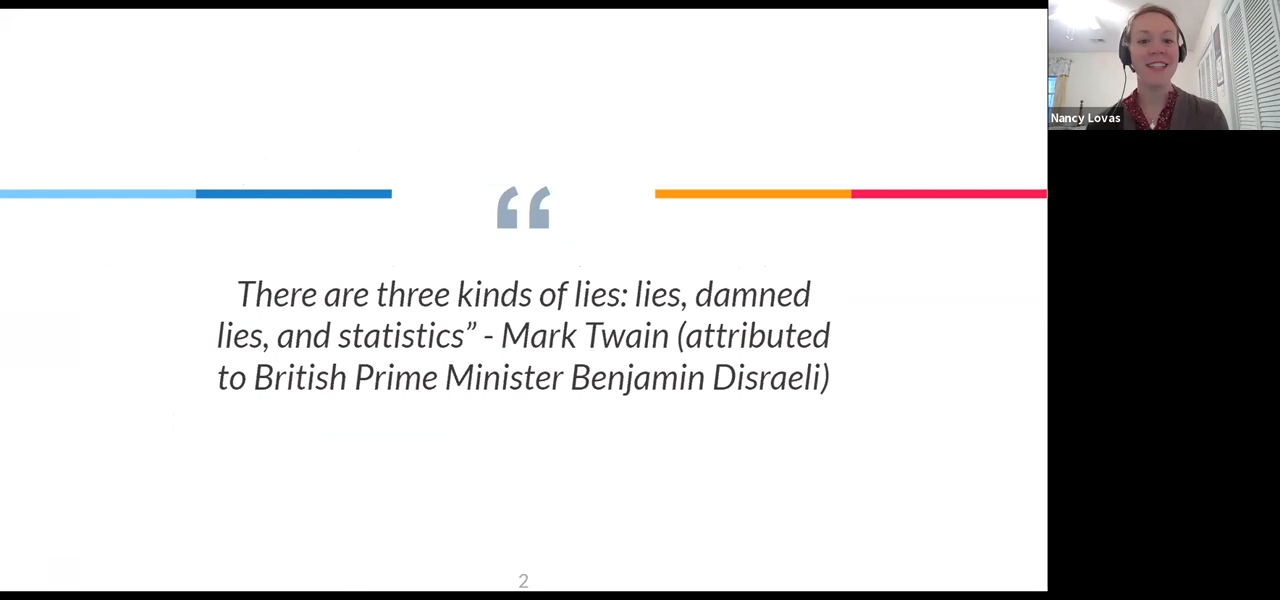 Nancy Lovas
“
There are three kinds of lies: lies, damned
lies, and statistics” - Mark Twain (attributed
to British Prime Minister Benjamin Disraeli)
2